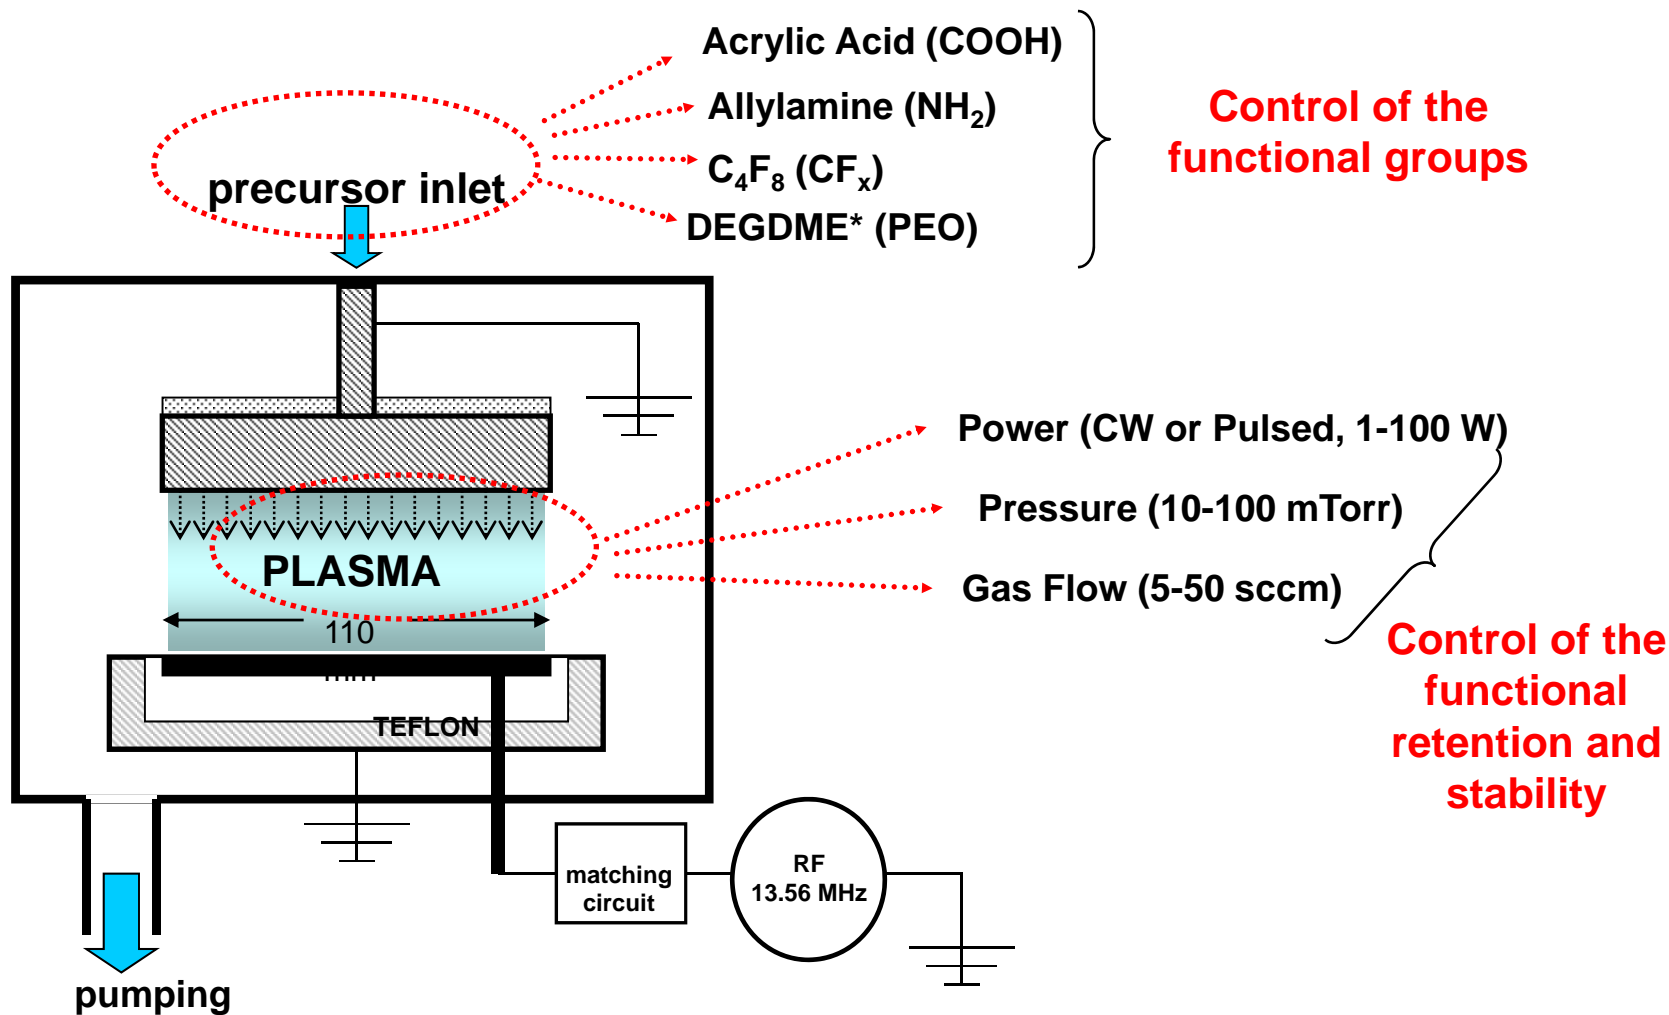 Acrylic Acid (COOH)
Allylamine (NH₂)
C₄F₈ (CFₓ)
DEGDME* (PEO)
Control of the
functional groups
precursor inlet
Power (CW or Pulsed, 1-100 W)
Pressure (10-100 mTorr)
Gas Flow (5-50 sccm)
Control of the
functional
retention and
stability
PLASMA
110
mm
TEFLON
matching
circuit
RF
13.56 MHz
pumping